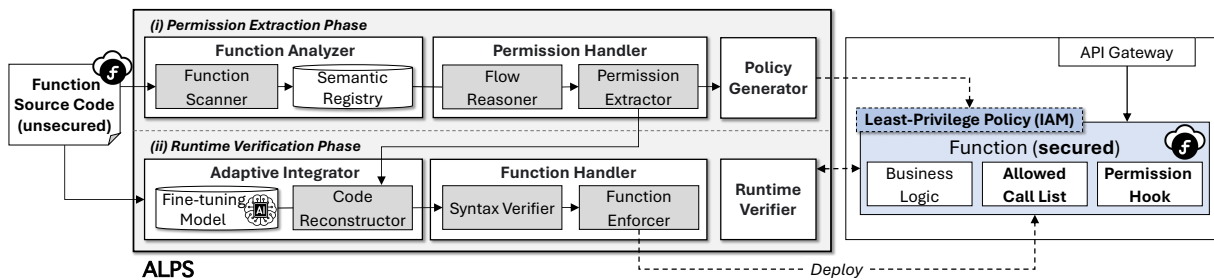 (i) Permission Extraction Phase
Function Analyzer
Permission Handler
API Gateway
Function
Source Code
(unsecured)
Function
Scanner
Semantic
Registry
Flow
Reasoner
Permission
Extractor
Policy
Generator
Least-Privilege Policy (IAM)
Function (secured)
Business
Logic
Allowed
Call List
Permission
Hook
(ii) Runtime Verification Phase
Adaptive Integrator
Function Handler
Fine-tuning
Model
AI
Code
Reconstructor
Syntax Verifier
Function
Enforcer
Runtime
Verifier
ALPS
Deploy